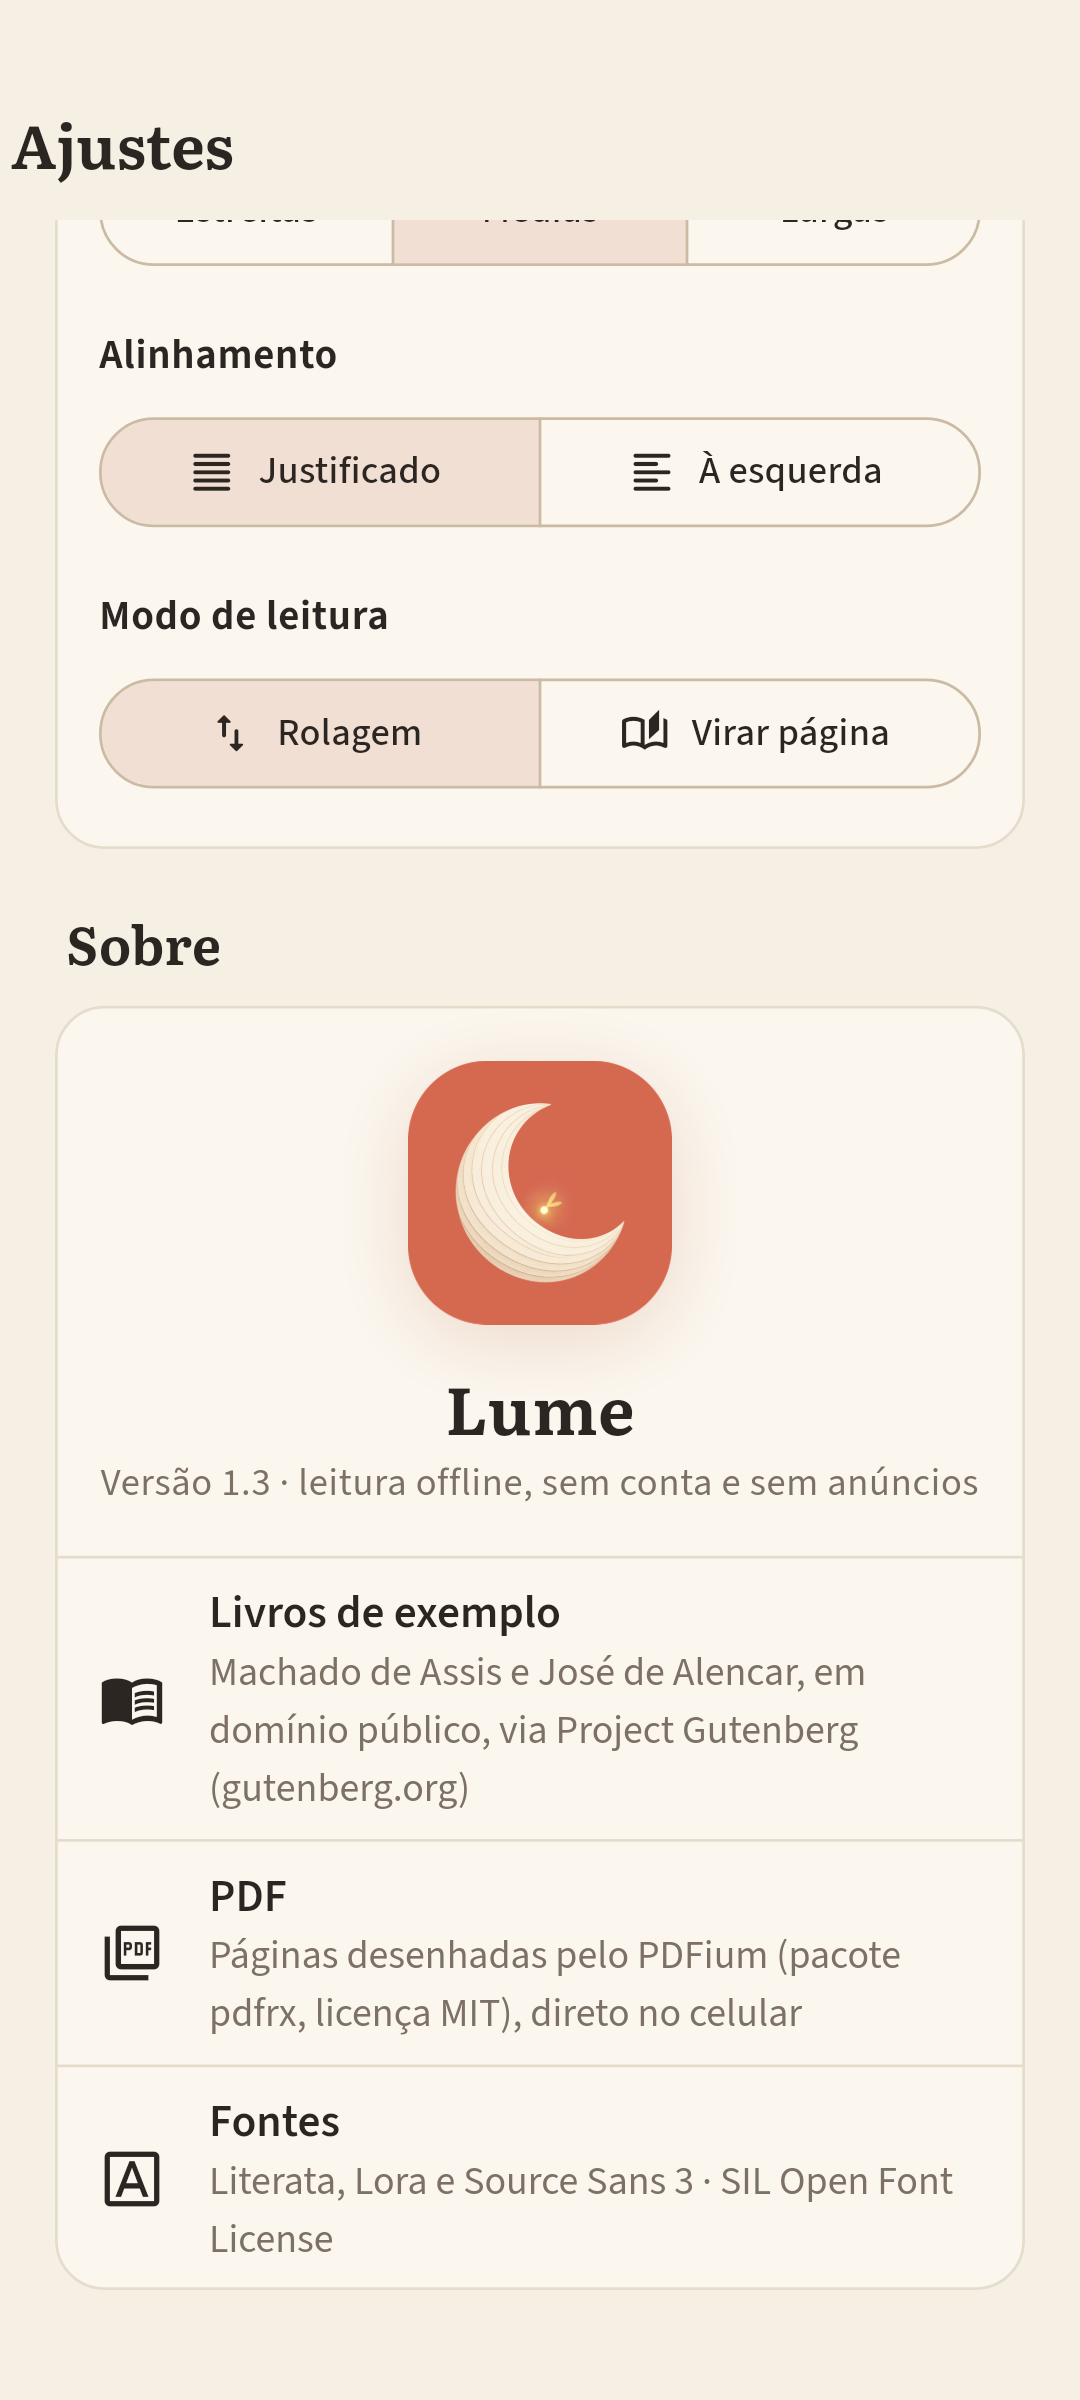 Ajustes
Alinhamento
Justificado
À esquerda
Modo de leitura
Rolagem
Virar página
Sobre
Lume
Versão 1.3 · leitura offline, sem conta e sem anúncios
Livros de exemplo
Machado de Assis e José de Alencar, em
domínio público, via Project Gutenberg
(gutenberg.org)
PDF
PDF
Páginas desenhadas pelo PDFium (pacote
pdfrx, licença MIT), direto no celular
Fontes
A
Literata, Lora e Source Sans 3 · SIL Open Font
License